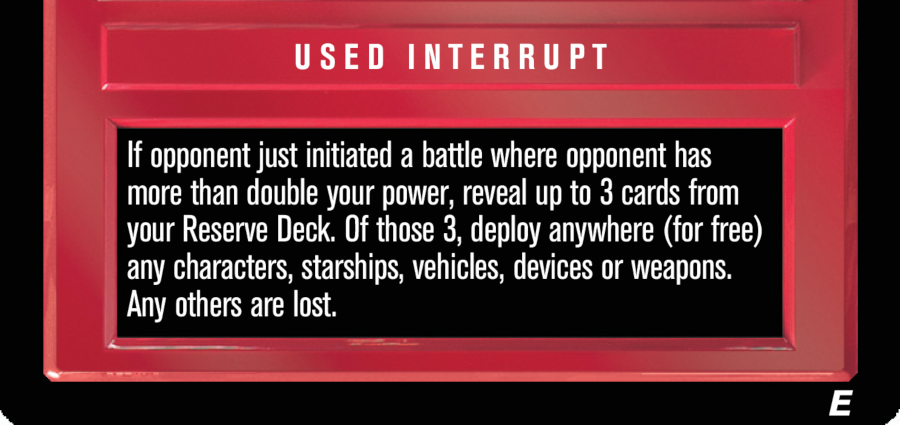 USED INTERRUPT
If opponent just initiated a battle where opponent has
more than double your power, reveal up to 3 cards from
your Reserve Deck. Of those 3, deploy anywhere (for free)
any characters, starships, vehicles, devices or weapons.
Any others are lost.
E